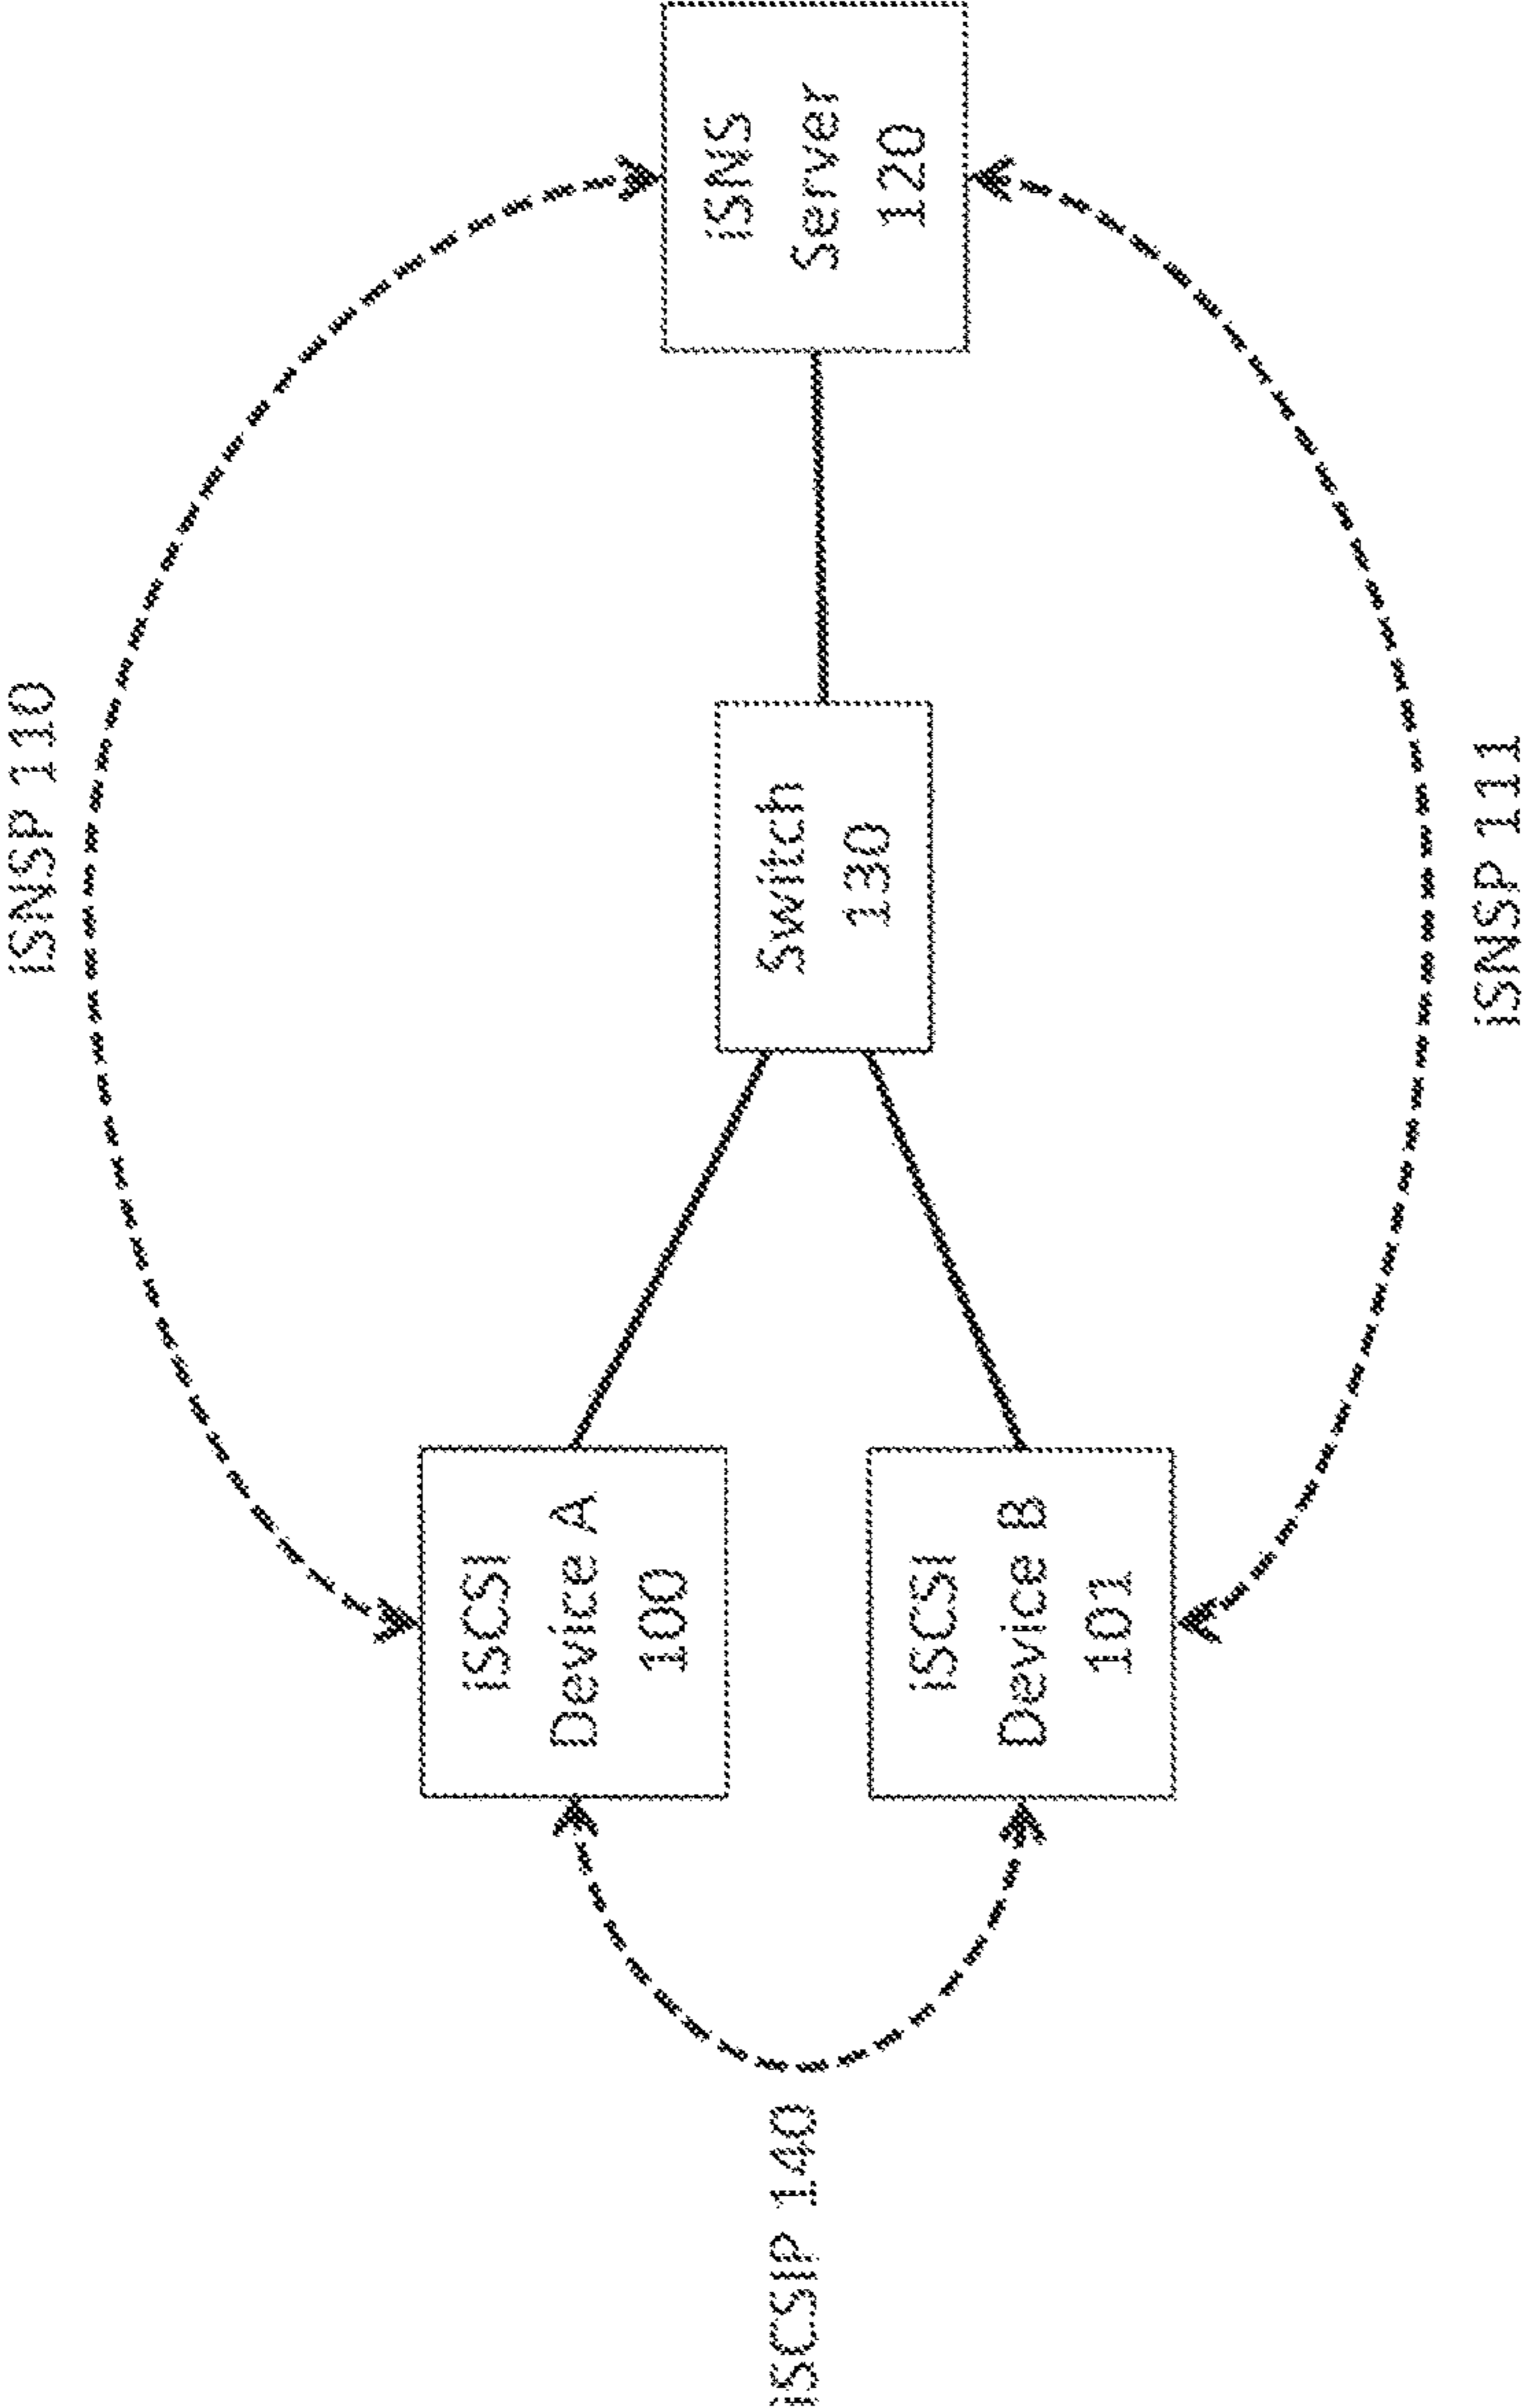 iSNSP 110
iSCSI
Device A
100
iSCSIP 140
Switch
130
iSNS
Server
120
iSCSI
Device B
101
iSNSP 111